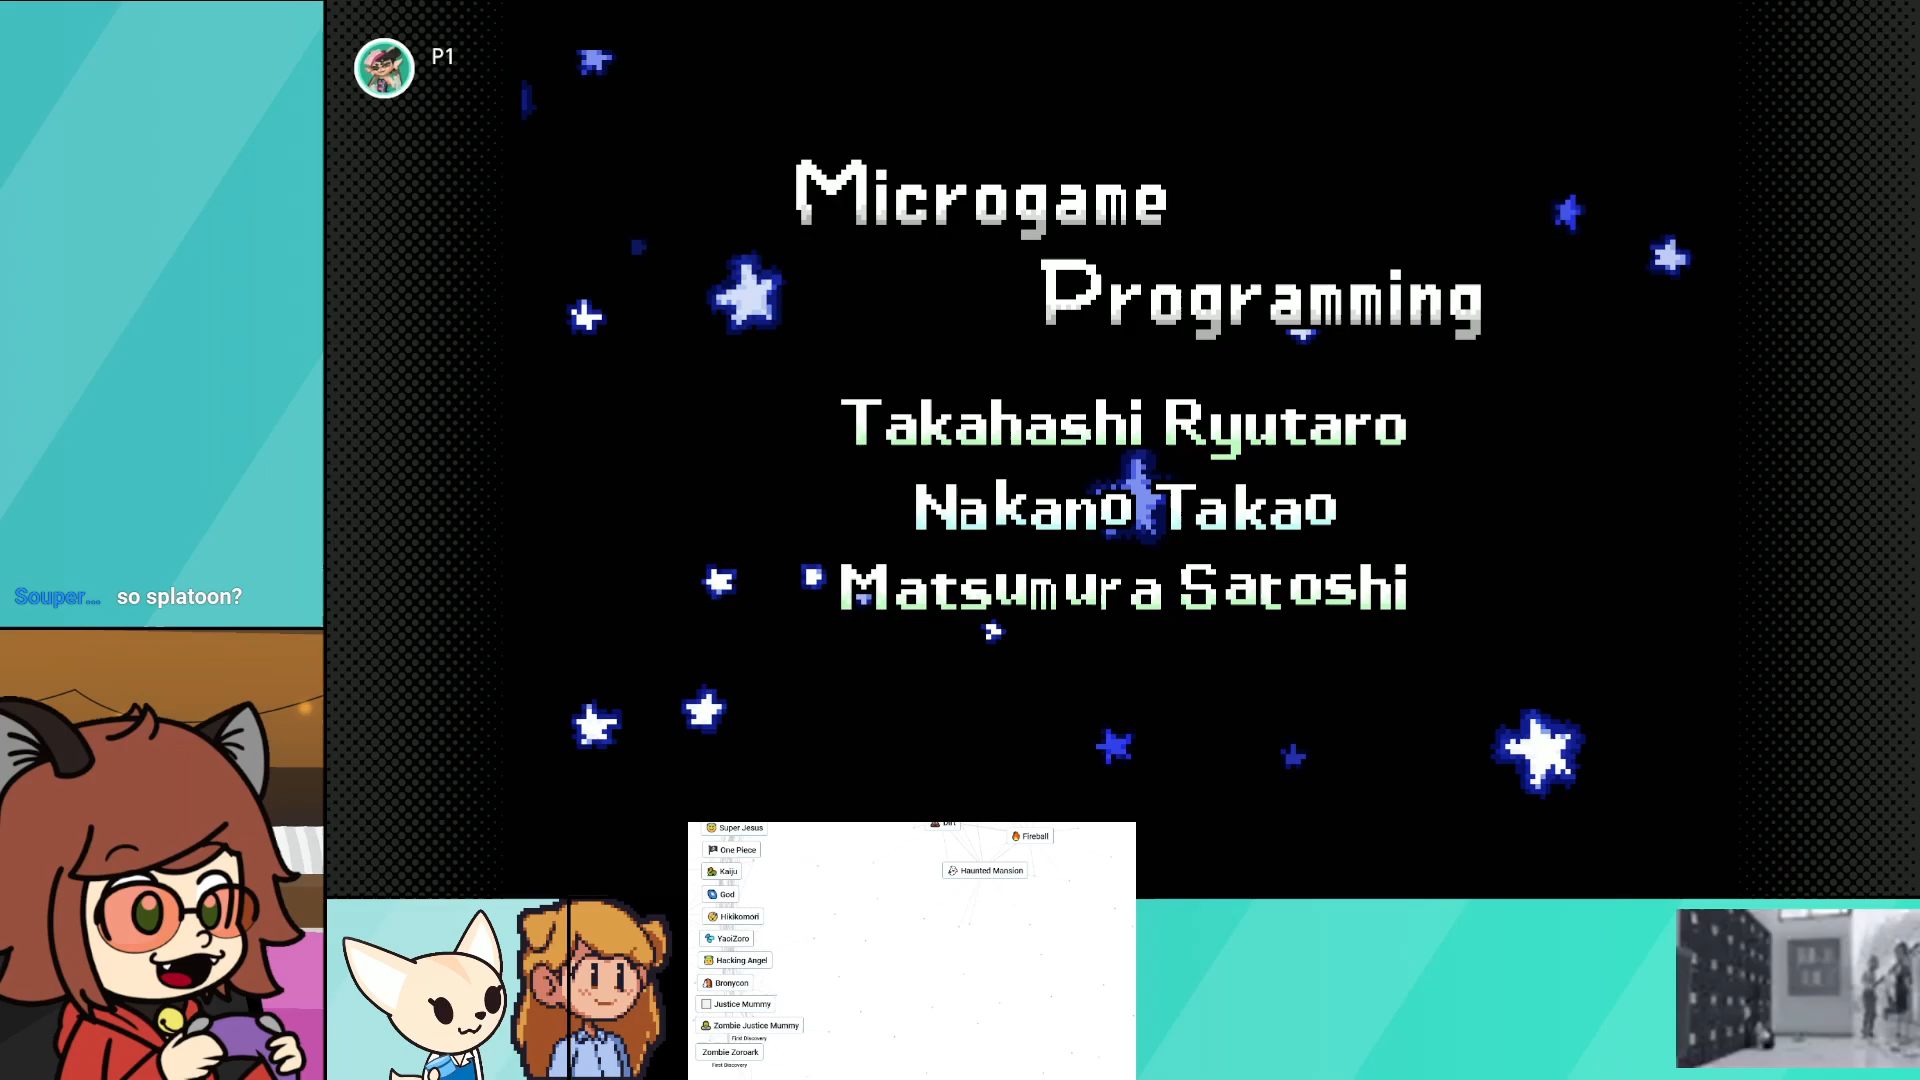 P1
Microgame
Programming
Takahashi Ryutaro
Nakano Takao
Matsumura Satoshi
Souper... so splatoon?
Super Jesus
One Piece
Kaiju
God
Hikikomori
YaoiZoro
Hacking Angel
Bronycon
Justice Mummy
Zombie Justice Mummy
First Discovery
Zombie Zoroark
First Discovery
Dirt
Fireball
Haunted Mansion